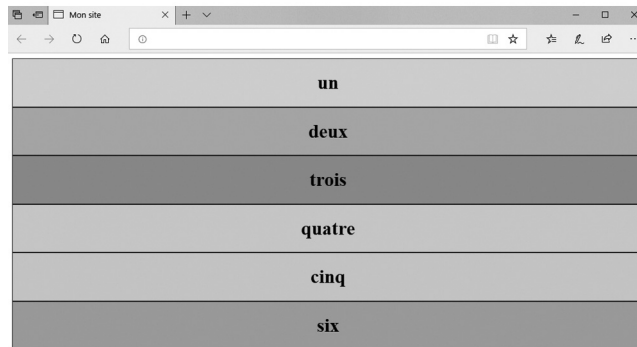 Mon site
un
deux
trois
quatre
cinq
six